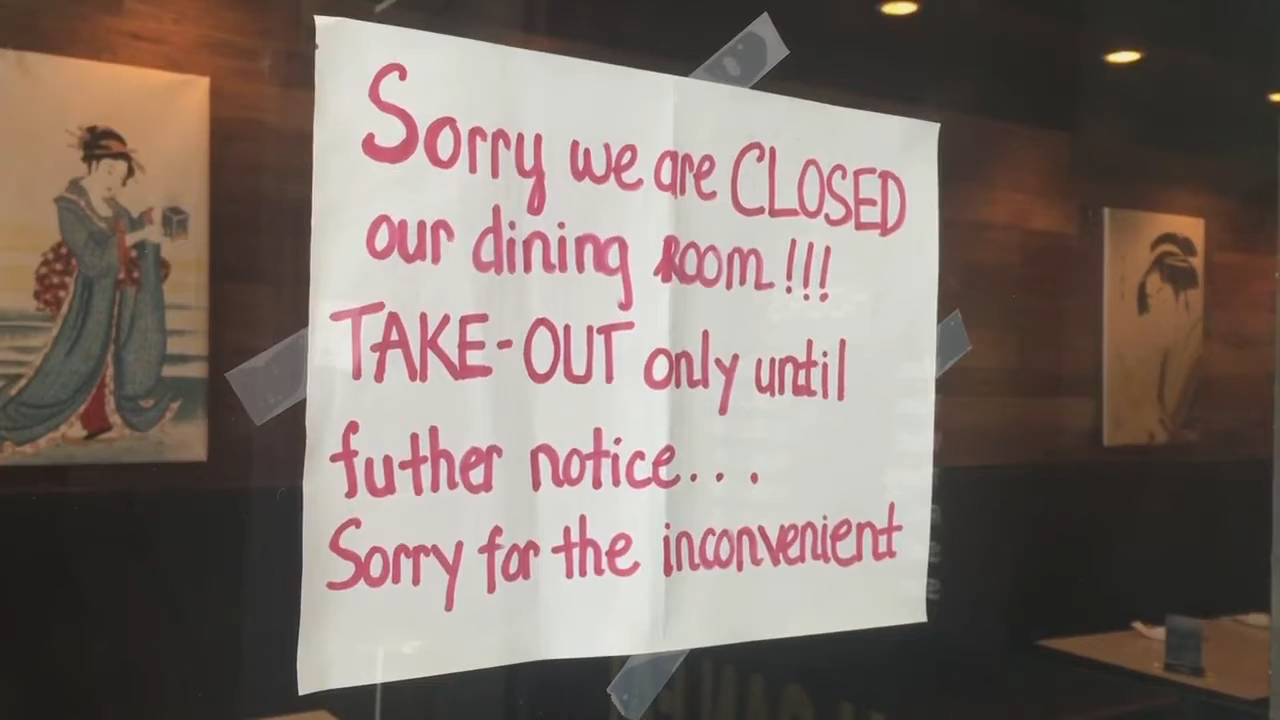 Sorry we are CLOSED
our dining Room!!!
TAKE-OUT only until
futher notice...
Sorry for the inconvenient